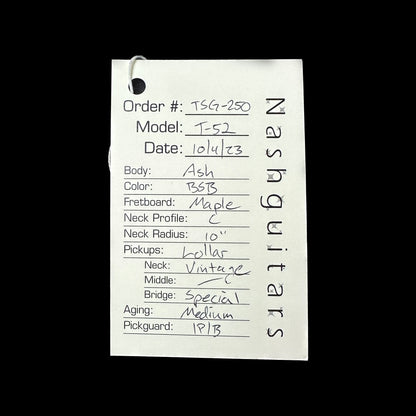 Order #: TSG-250
Model: T-52
Date: 10/4/23
Body: Ash
Color: BSB
Fretboard: Maple
Neck Profile: C
Neck Radius: 10"
Pickups: Lollar
Neck: Vintage
Middle:
Bridge: Special
Aging: Medium
Pickguard: 1P/B
Nashguitars